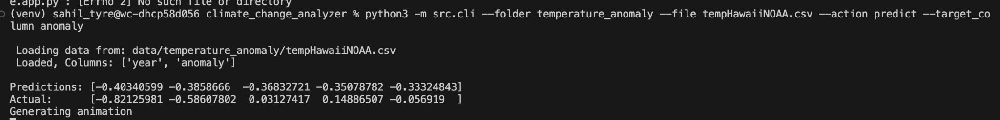 e.app.py': [Errno 2] No such file or directory
(venv) sahil_tyre@wc-dhcp58d056 climate_change_analyzer % python3 -m src.cli --folder temperature_anomaly --file tempHawaiiNOAA.csv --action predict --target_co
lumn anomaly
Loading data from: data/temperature_anomaly/tempHawaiiNOAA.csv
Loaded, Columns: ['year', 'anomaly']
Predictions: [-0.40340599 -0.3858666  -0.36832721 -0.35078782 -0.33324843]
Actual:      [-0.82125981 -0.58607802  0.03127417  0.14886507 -0.056919  ]
Generating animation